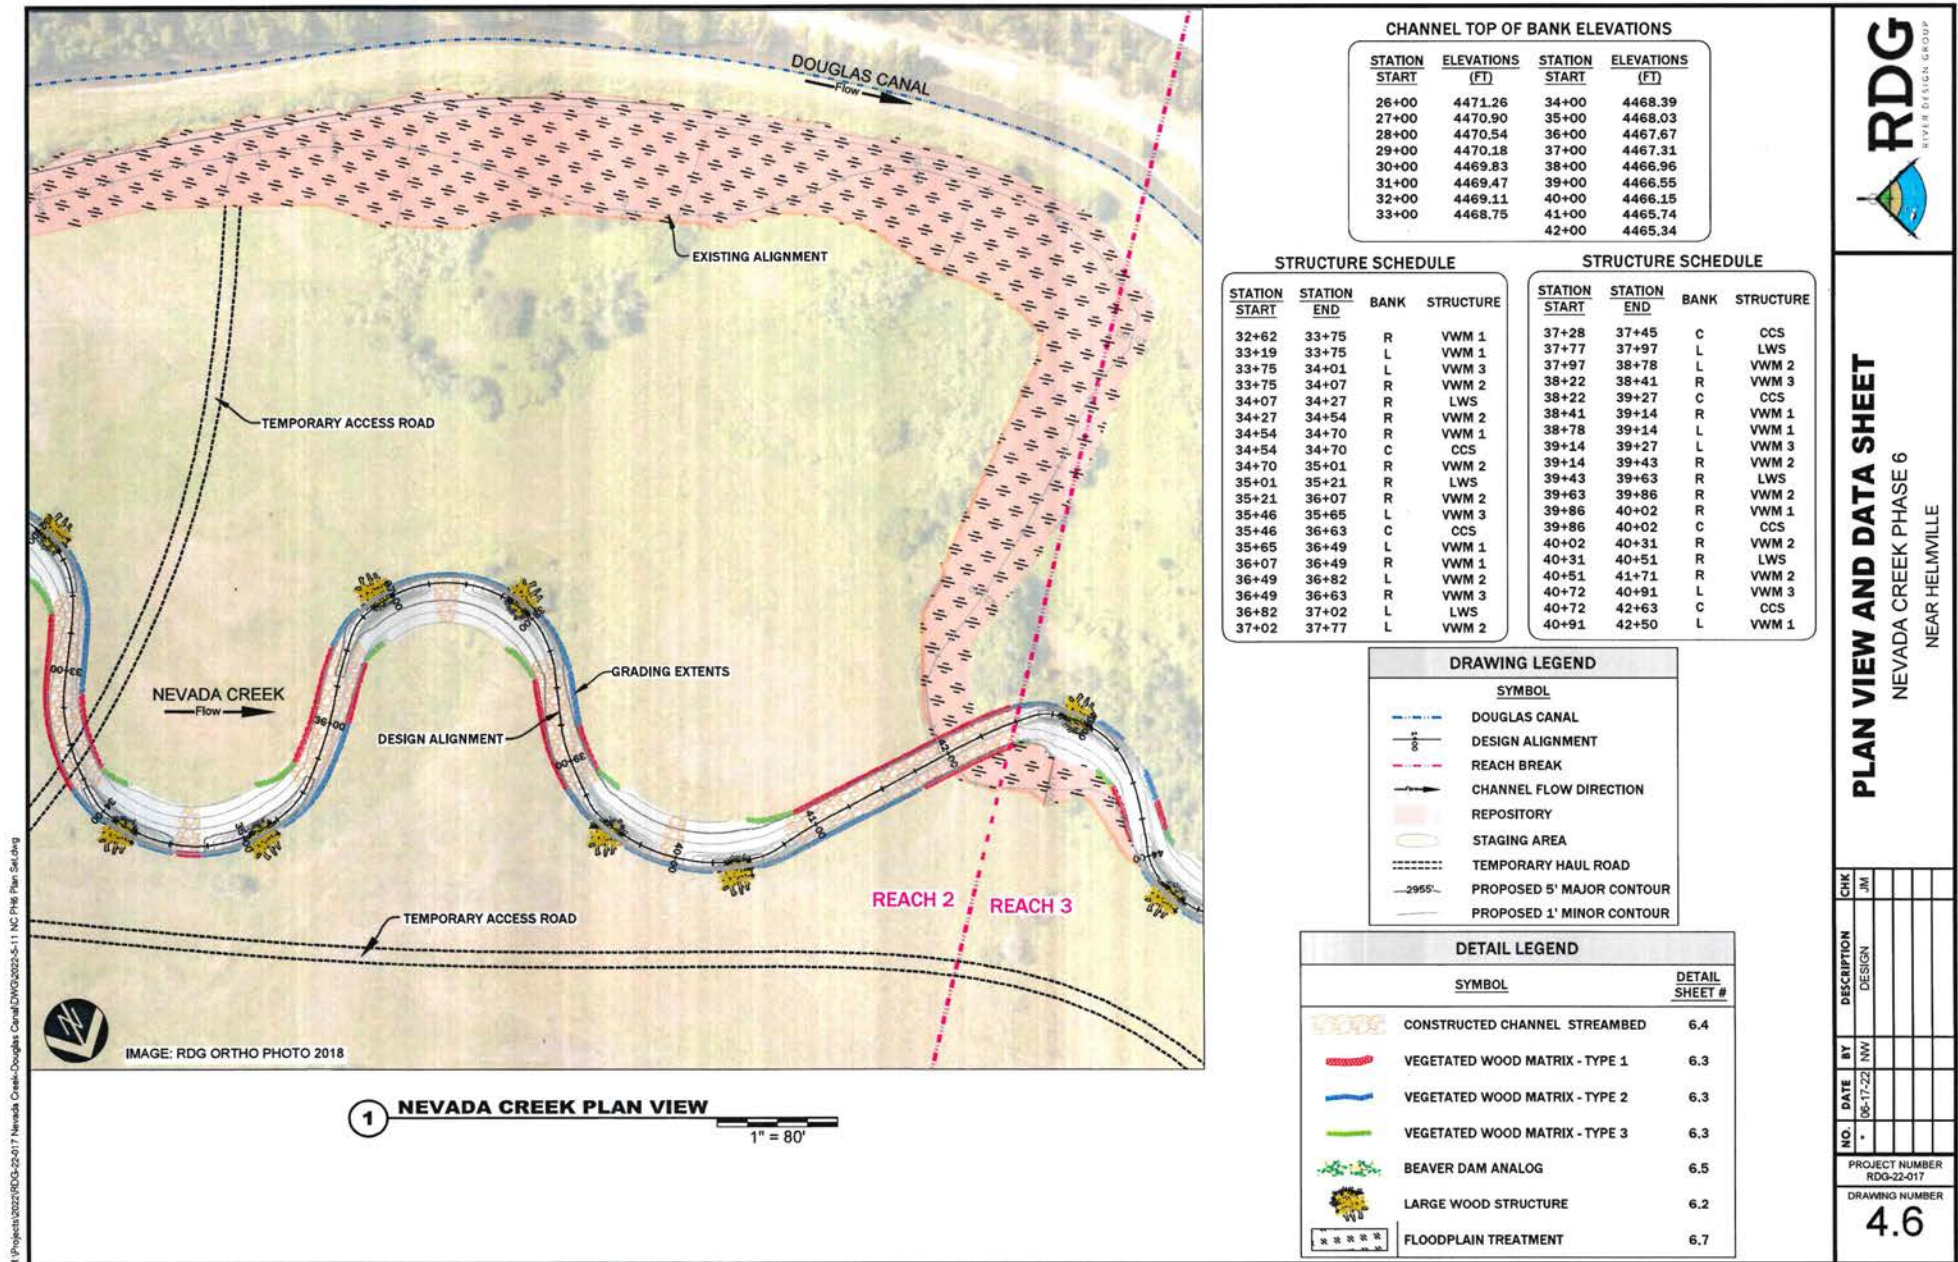 DOUGLAS CANAL
Flow
EXISTING ALIGNMENT
TEMPORARY ACCESS ROAD
GRADING EXTENTS
NEVADA CREEK
Flow
DESIGN ALIGNMENT
33+00
36+00
39+00
40+00
41+00
42+00
44+00
REACH 2
REACH 3
TEMPORARY ACCESS ROAD
IMAGE: RDG ORTHO PHOTO 2018
1 NEVADA CREEK PLAN VIEW
1" = 80'
CHANNEL TOP OF BANK ELEVATIONS
STATION START ELEVATIONS (FT) STATION START ELEVATIONS (FT)
26+00 4471.26 34+00 4468.39
27+00 4470.90 35+00 4468.03
28+00 4470.54 36+00 4467.67
29+00 4470.18 37+00 4467.31
30+00 4469.83 38+00 4466.96
31+00 4469.47 39+00 4466.55
32+00 4469.11 40+00 4466.15
33+00 4468.75 41+00 4465.74
42+00 4465.34
STRUCTURE SCHEDULE
STATION START STATION END BANK STRUCTURE
32+62 33+75 R VWM 1
33+19 33+75 L VWM 1
33+75 34+01 L VWM 3
33+75 34+07 R VWM 2
34+07 34+27 R LWS
34+27 34+54 R VWM 2
34+54 34+70 R VWM 1
34+54 34+70 C CCS
34+70 35+01 R VWM 2
35+01 35+21 R LWS
35+21 36+07 R VWM 2
35+46 35+65 L VWM 3
35+46 36+63 C CCS
35+65 36+49 L VWM 1
36+07 36+49 R VWM 1
36+49 36+82 L VWM 2
36+49 36+63 R VWM 3
36+82 37+02 L LWS
37+02 37+77 L VWM 2
STRUCTURE SCHEDULE
STATION START STATION END BANK STRUCTURE
37+28 37+45 C CCS
37+77 37+97 L LWS
37+97 38+78 L VWM 2
38+22 38+41 R VWM 3
38+22 39+27 C CCS
38+41 39+14 R VWM 1
38+78 39+14 L VWM 1
39+14 39+27 L VWM 3
39+14 39+43 R VWM 2
39+43 39+63 R LWS
39+63 39+86 R VWM 2
39+86 40+02 R VWM 1
39+86 40+02 C CCS
40+02 40+31 R VWM 2
40+31 40+51 R LWS
40+51 41+71 R VWM 2
40+72 40+91 L VWM 3
40+72 42+63 C CCS
40+91 42+50 L VWM 1
DRAWING LEGEND
SYMBOL
DOUGLAS CANAL
1+00 DESIGN ALIGNMENT
REACH BREAK
CHANNEL FLOW DIRECTION
REPOSITORY
STAGING AREA
TEMPORARY HAUL ROAD
2955' PROPOSED 5' MAJOR CONTOUR
PROPOSED 1' MINOR CONTOUR
DETAIL LEGEND
SYMBOL DETAIL SHEET #
CONSTRUCTED CHANNEL STREAMBED 6.4
VEGETATED WOOD MATRIX - TYPE 1 6.3
VEGETATED WOOD MATRIX - TYPE 2 6.3
VEGETATED WOOD MATRIX - TYPE 3 6.3
BEAVER DAM ANALOG 6.5
LARGE WOOD STRUCTURE 6.2
FLOODPLAIN TREATMENT 6.7
RDG
RIVER DESIGN GROUP
PLAN VIEW AND DATA SHEET
NEVADA CREEK PHASE 6
NEAR HELMVILLE
NO. DATE BY DESCRIPTION CHK
* 06-17-22 NW DESIGN JM
PROJECT NUMBER
RDG-22-017
DRAWING NUMBER
4.6